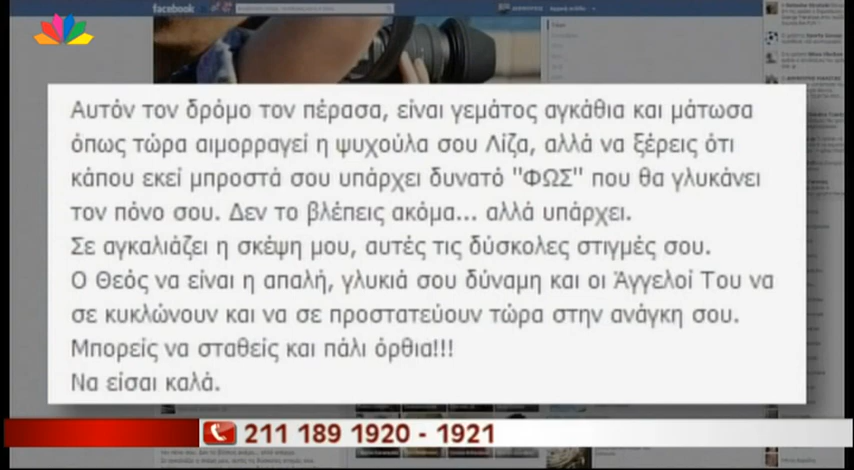 facebook
Αυτόν τον δρόμο τον πέρασα, είναι γεμάτος αγκάθια και μάτωσα
όπως τώρα αιμορραγεί η ψυχούλα σου Λίζα, αλλά να ξέρεις ότι
κάπου εκεί μπροστά σου υπάρχει δυνατό "ΦΩΣ" που θα γλυκάνει
τον πόνο σου. Δεν το βλέπεις ακόμα... αλλά υπάρχει.
Σε αγκαλιάζει η σκέψη μου, αυτές τις δύσκολες στιγμές σου.
Ο Θεός να είναι η απαλή, γλυκιά σου δύναμη και οι Άγγελοί Του να
σε κυκλώνουν και να σε προστατεύουν τώρα στην ανάγκη σου.
Μπορείς να σταθείς και πάλι όρθια!!!
Να είσαι καλά.
211 189 1920 - 1921